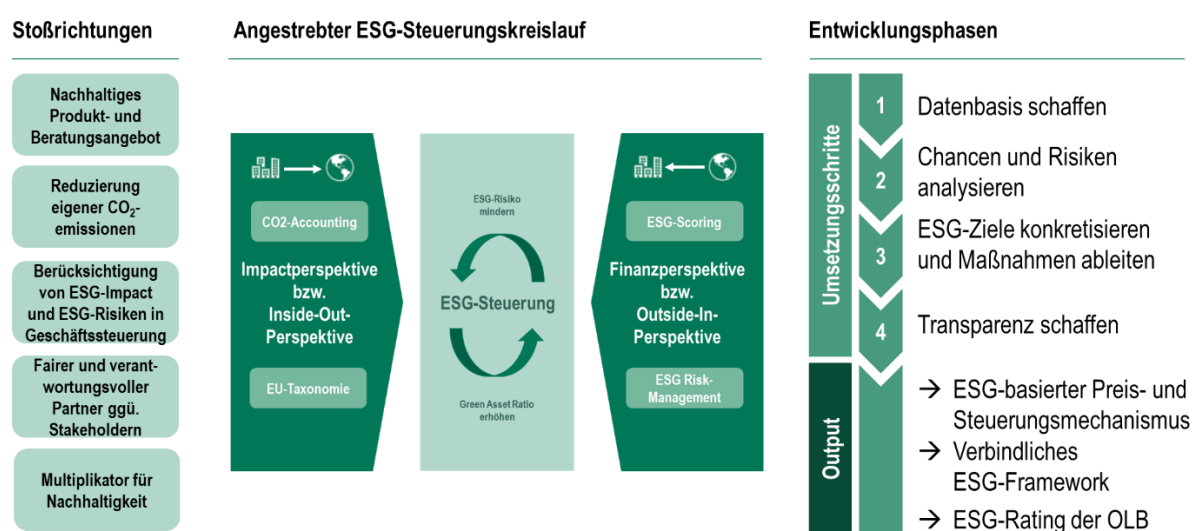 Stoßrichtungen
Nachhaltiges
Produkt- und
Beratungsangebot
Reduzierung
eigener CO₂-
emissionen
Berücksichtigung
von ESG-Impact
und ESG-Risiken in
Geschäftssteuerung
Fairer und verant-
wortungsvoller
Partner ggü.
Stakeholdern
Multiplikator für
Nachhaltigkeit
Angestrebter ESG-Steuerungskreislauf
CO2-Accounting
Impactperspektive
bzw.
Inside-Out-
Perspektive
EU-Taxonomie
ESG-Risiko
mindern
ESG-Steuerung
Green Asset Ratio
erhöhen
ESG-Scoring
Finanzperspektive
bzw.
Outside-In-
Perspektive
ESG Risk-
Management
Entwicklungsphasen
Umsetzungsschritte
1 Datenbasis schaffen
2 Chancen und Risiken
analysieren
3 ESG-Ziele konkretisieren
und Maßnahmen ableiten
4 Transparenz schaffen
Output
→ ESG-basierter Preis- und
Steuerungsmechanismus
→ Verbindliches
ESG-Framework
→ ESG-Rating der OLB